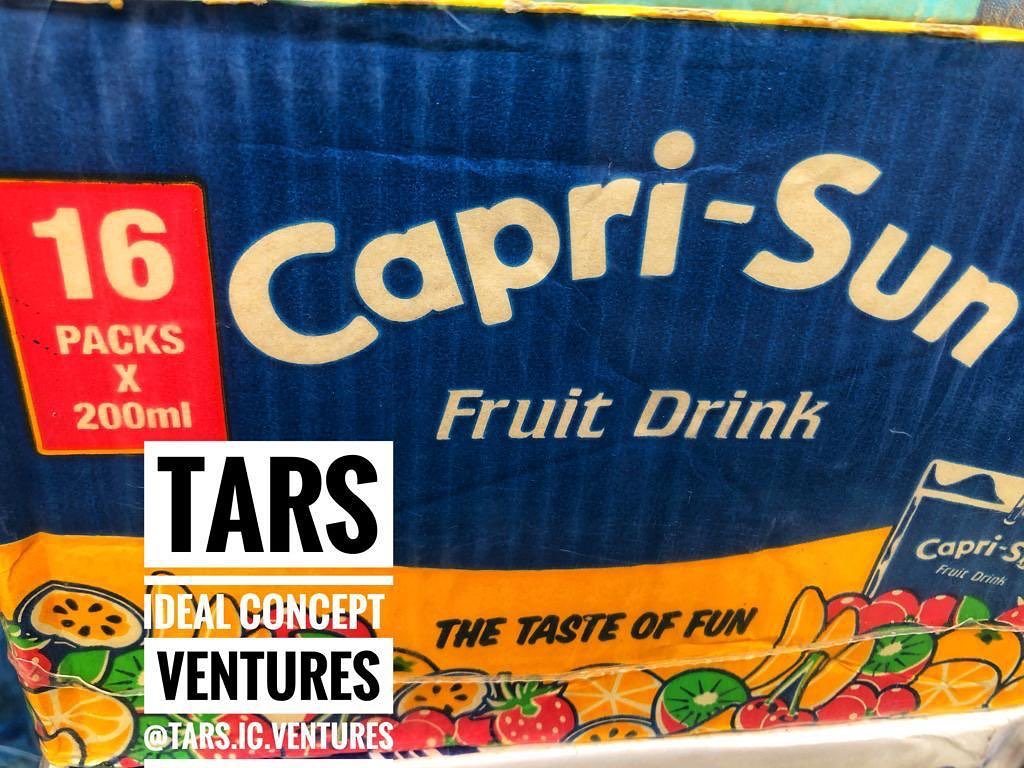 16
PACKS
X
200ml
Capri-Sun
Fruit Drink
THE TASTE OF FUN
Fruit Drink
TARS
IDEAL CONCEPT
VENTURES
@TARS.IC.VENTURES